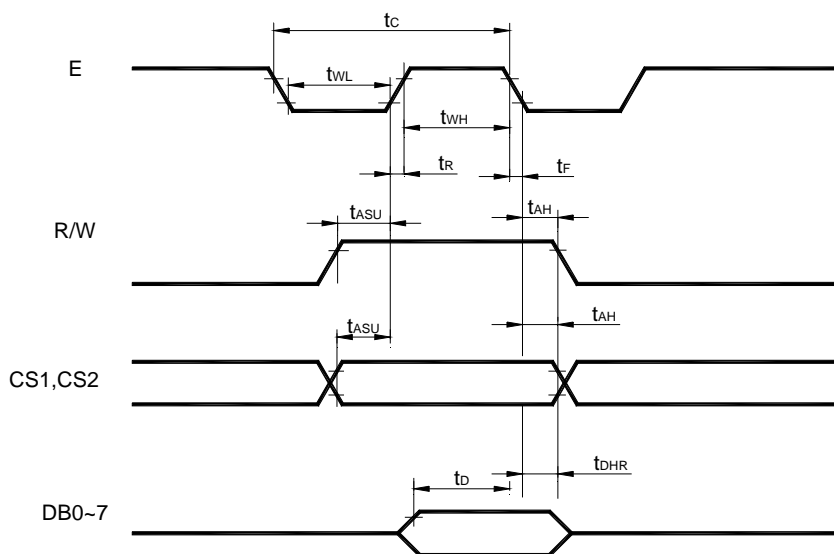 tC
E
tWL
tWH
tR
tF
tASU
tAH
R/W
tASU
tAH
CS1,CS2
tD
tDHR
DB0~7